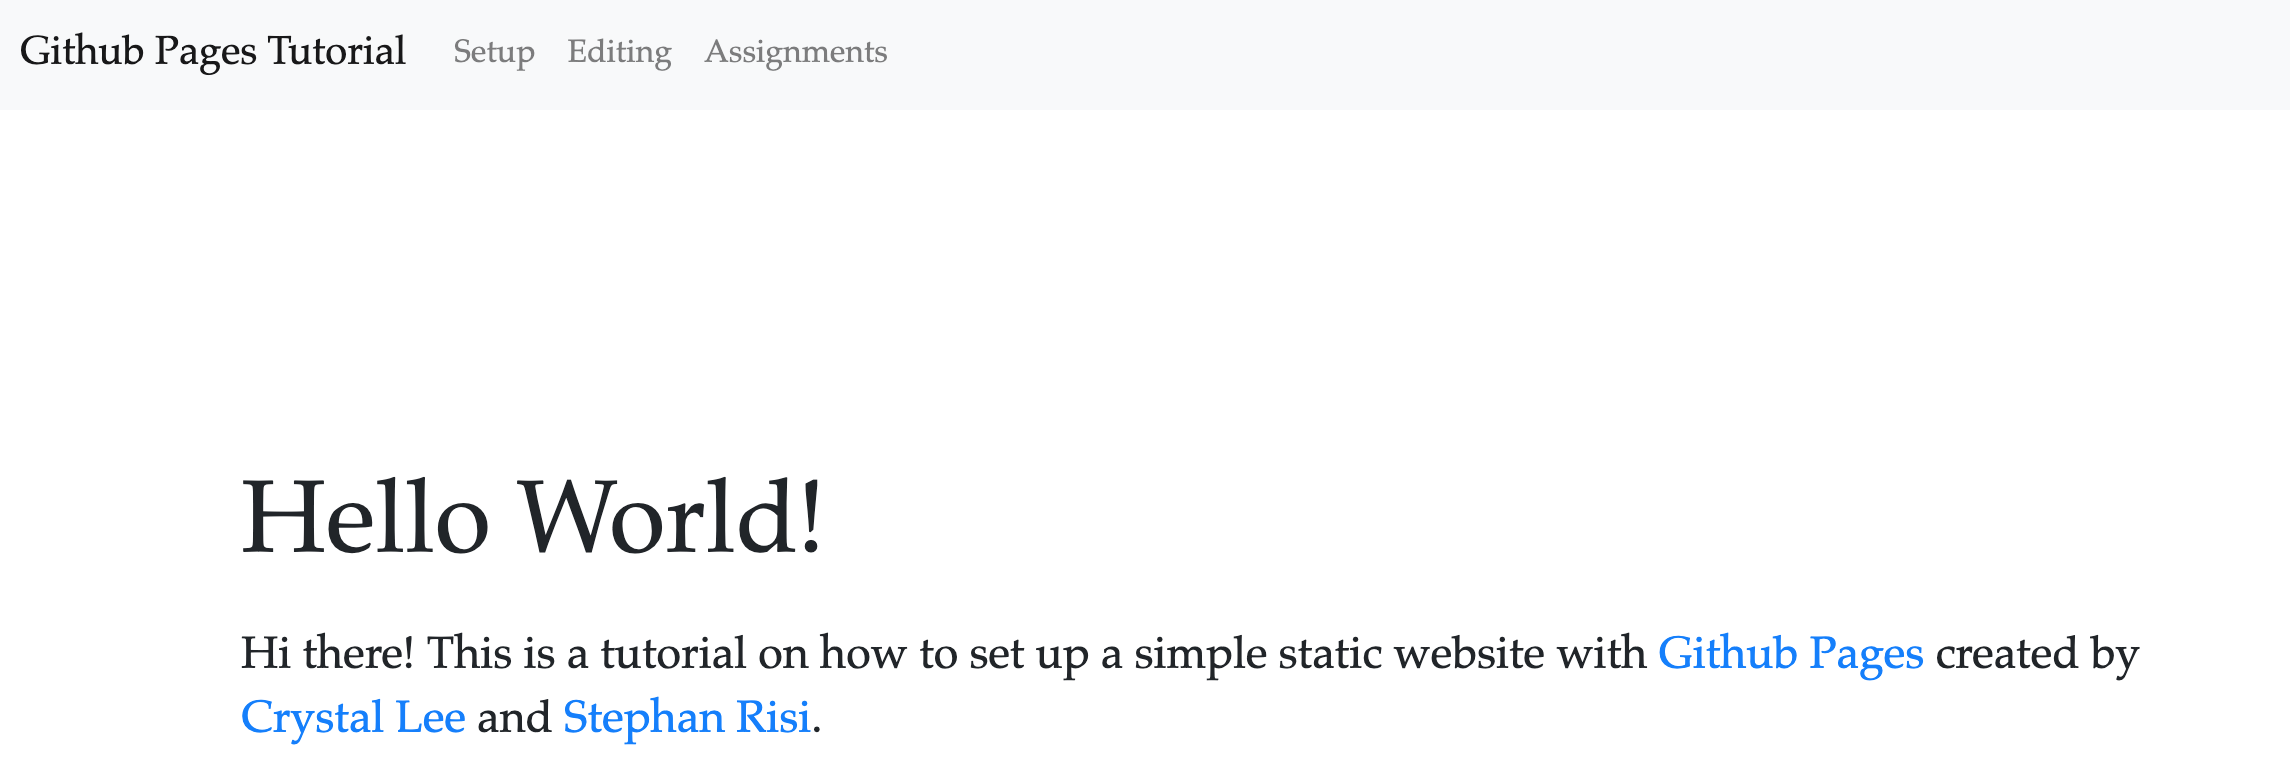 Github Pages Tutorial Setup Editing Assignments
Hello World!
Hi there! This is a tutorial on how to set up a simple static website with Github Pages created by
Crystal Lee and Stephan Risi.